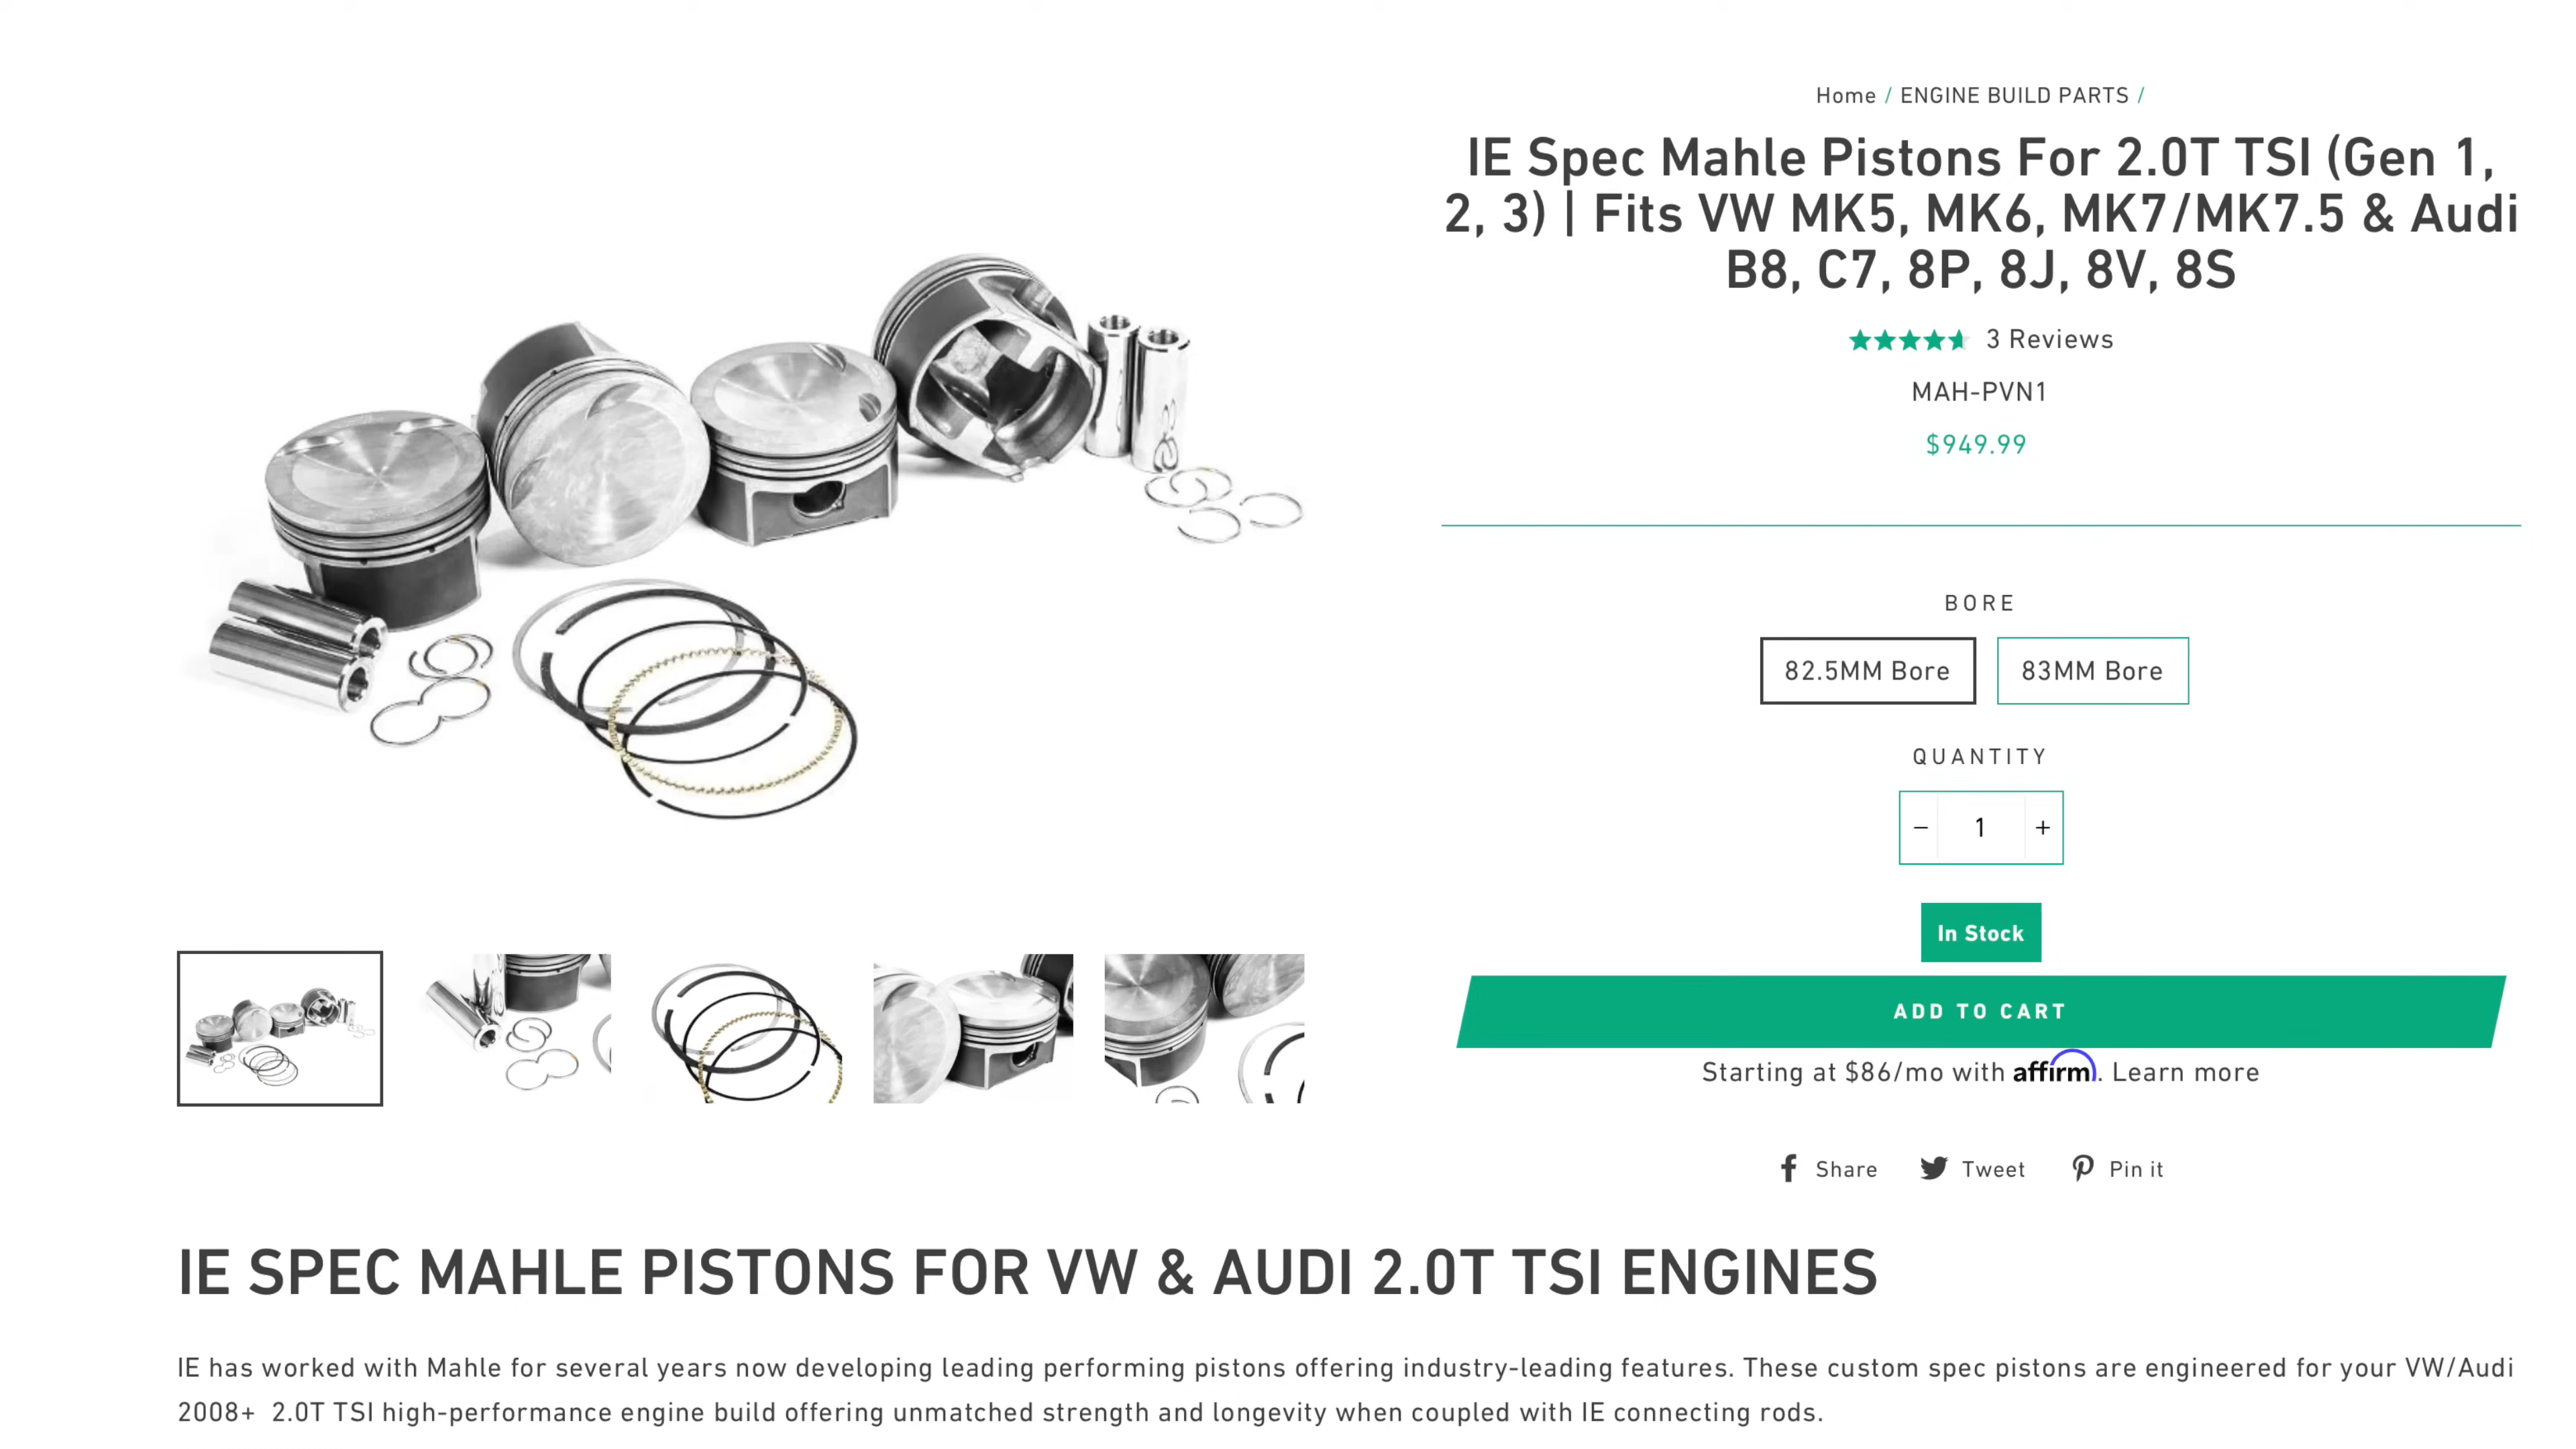 Home / ENGINE BUILD PARTS /
IE Spec Mahle Pistons For 2.0T TSI (Gen 1,
2, 3) | Fits VW MK5, MK6, MK7/MK7.5 & Audi
B8, C7, 8P, 8J, 8V, 8S
3 Reviews
MAH-PVN1
$949.99
BORE
82.5MM Bore
83MM Bore
QUANTITY
− 1 +
In Stock
ADD TO CART
Starting at $86/mo with affirm. Learn more
Share
Tweet
Pin it
IE SPEC MAHLE PISTONS FOR VW & AUDI 2.0T TSI ENGINES
IE has worked with Mahle for several years now developing leading performing pistons offering industry-leading features. These custom spec pistons are engineered for your VW/Audi
2008+ 2.0T TSI high-performance engine build offering unmatched strength and longevity when coupled with IE connecting rods.